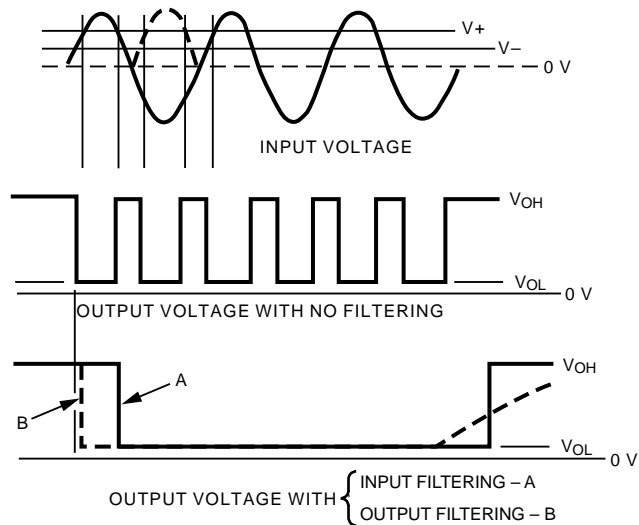 V+
V–
0 V
INPUT VOLTAGE
VOH
VOL
0 V
OUTPUT VOLTAGE WITH NO FILTERING
A
B
VOH
VOL
0 V
OUTPUT VOLTAGE WITH
INPUT FILTERING – A
OUTPUT FILTERING – B